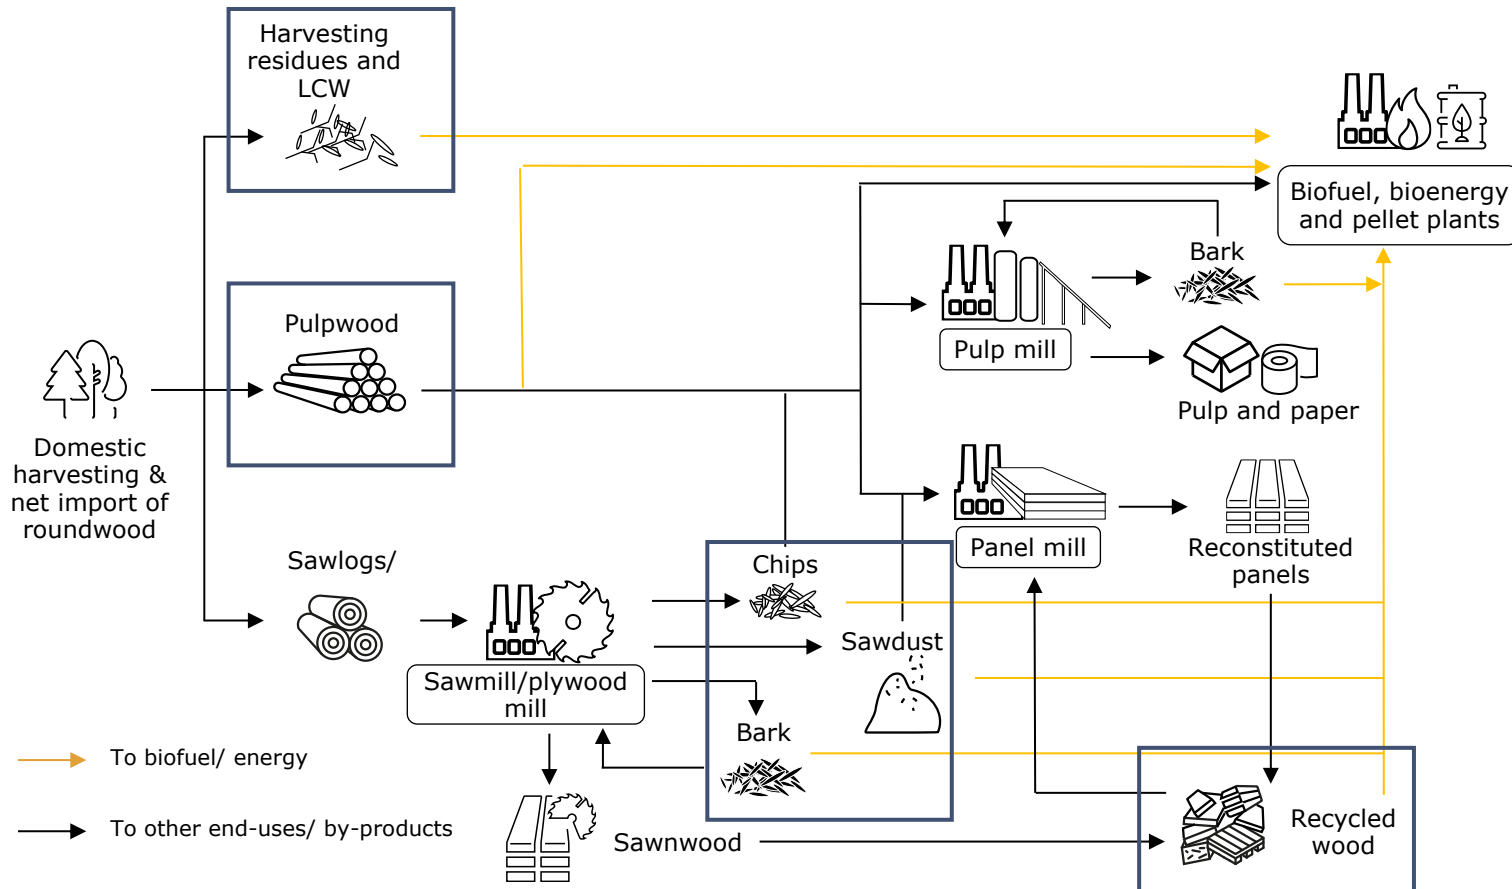 Harvesting
residues and
LCW
Biofuel, bioenergy
and pellet plants
Bark
Pulpwood
Pulp mill
Pulp and paper
Domestic
harvesting &
net import of
roundwood
Sawlogs/
Chips
Panel mill
Reconstituted
panels
Sawdust
Sawmill/plywood
mill
Bark
To biofuel/ energy
To other end-uses/ by-products
Sawnwood
Recycled
wood